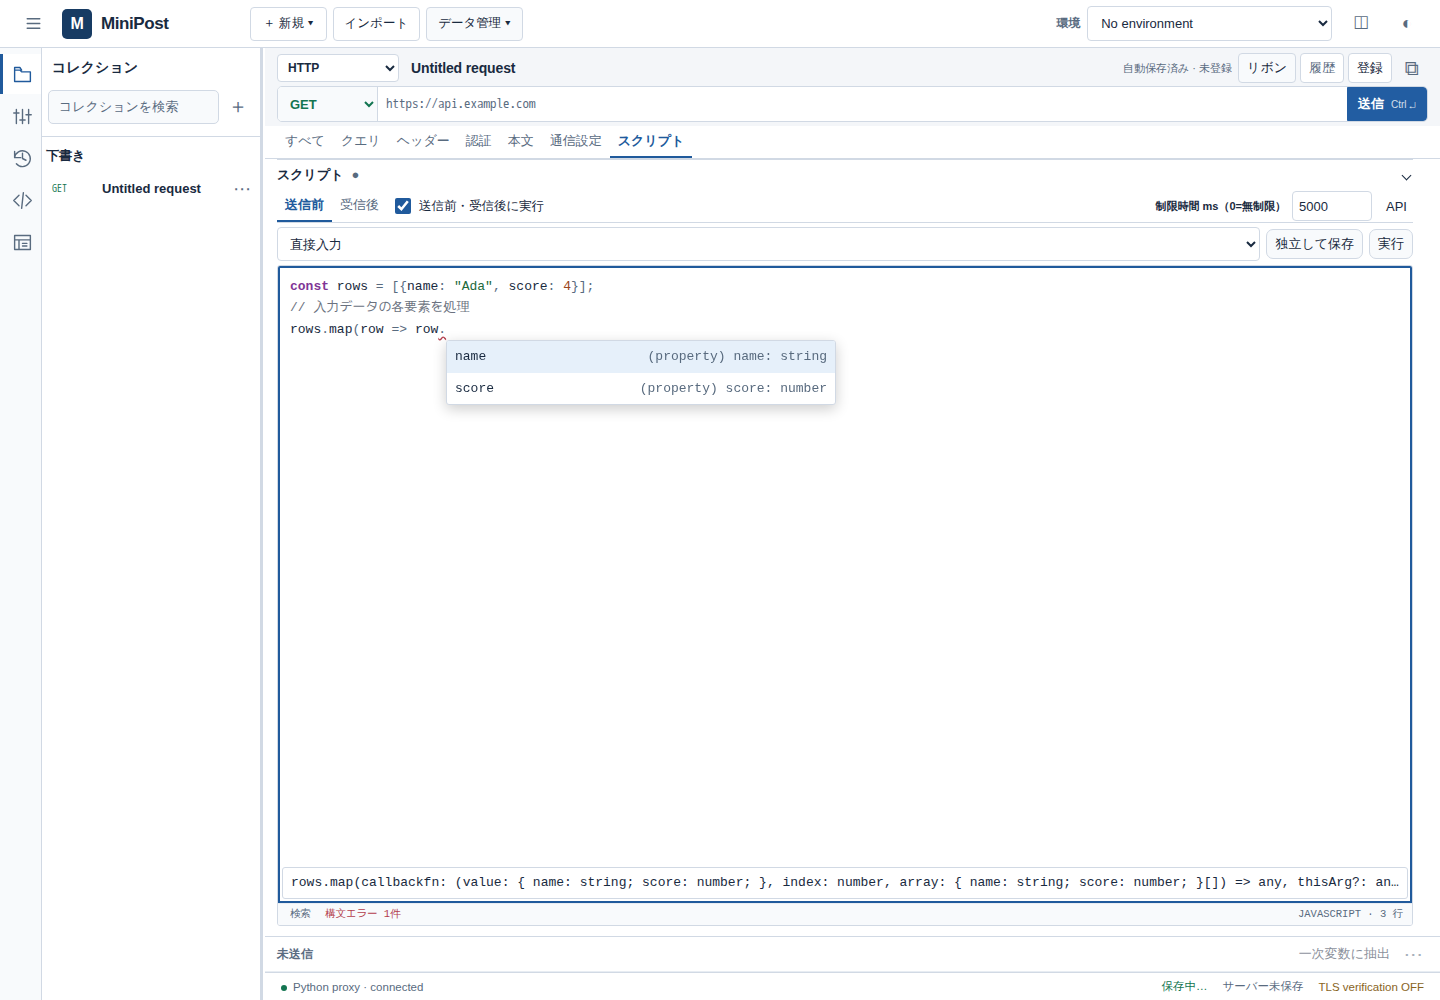 M MiniPost ＋ 新規 ▾ インポート データ管理 ▾ 環境 No environment
コレクション
コレクションを検索 ＋
下書き
GET Untitled request ···
HTTP Untitled request 自動保存済み · 未登録 リボン 履歴 登録
GET https://api.example.com 送信 Ctrl ⏎
すべて クエリ ヘッダー 認証 本文 通信設定 スクリプト
スクリプト ●
送信前 受信後 送信前・受信後に実行 制限時間 ms（0=無制限） 5000 API
直接入力 独立して保存 実行
const rows = [{name: "Ada", score: 4}];
// 入力データの各要素を処理
rows.map(row => row.
name (property) name: string
score (property) score: number
rows.map(callbackfn: (value: { name: string; score: number; }, index: number, array: { name: string; score: number; }[]) => any, thisArg?: an…
検索 構文エラー 1件 JAVASCRIPT · 3 行
未送信 一次変数に抽出 ···
Python proxy · connected 保存中… サーバー未保存 TLS verification OFF